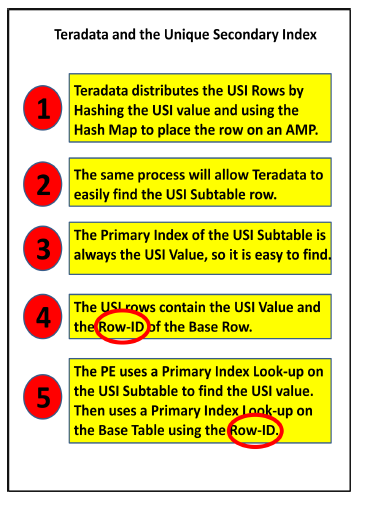 Teradata and the Unique Secondary Index
1
Teradata distributes the USI Rows by
Hashing the USI value and using the
Hash Map to place the row on an AMP.
2
The same process will allow Teradata to
easily find the USI Subtable row.
3
The Primary Index of the USI Subtable is
always the USI Value, so it is easy to find.
4
The USI rows contain the USI Value and
the Row-ID of the Base Row.
5
The PE uses a Primary Index Look-up on
the USI Subtable to find the USI value.
Then uses a Primary Index Look-up on
the Base Table using the Row-ID.